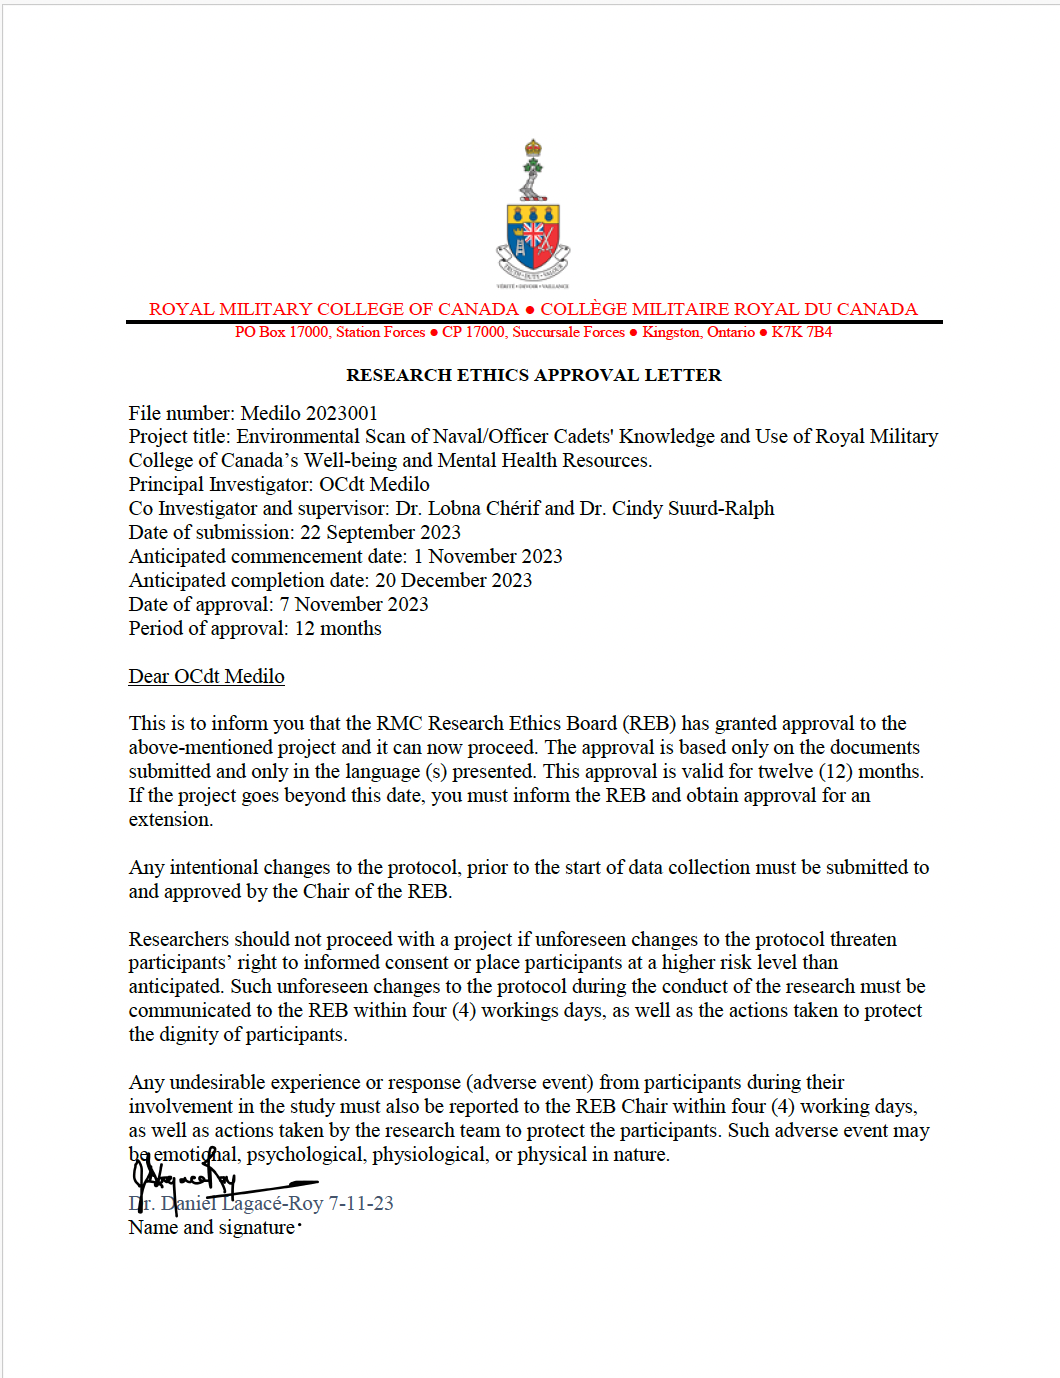 TRUTH • DUTY • VALOUR
VÉRITÉ • DEVOIR • VAILLANCE
ROYAL MILITARY COLLEGE OF CANADA ● COLLÈGE MILITAIRE ROYAL DU CANADA
PO Box 17000, Station Forces ● CP 17000, Succursale Forces ● Kingston, Ontario ● K7K 7B4
RESEARCH ETHICS APPROVAL LETTER
File number: Medilo 2023001
Project title: Environmental Scan of Naval/Officer Cadets' Knowledge and Use of Royal Military
College of Canada’s Well-being and Mental Health Resources.
Principal Investigator: OCdt Medilo
Co Investigator and supervisor: Dr. Lobna Chérif and Dr. Cindy Suurd-Ralph
Date of submission: 22 September 2023
Anticipated commencement date: 1 November 2023
Anticipated completion date: 20 December 2023
Date of approval: 7 November 2023
Period of approval: 12 months
Dear OCdt Medilo
This is to inform you that the RMC Research Ethics Board (REB) has granted approval to the
above-mentioned project and it can now proceed. The approval is based only on the documents
submitted and only in the language (s) presented. This approval is valid for twelve (12) months.
If the project goes beyond this date, you must inform the REB and obtain approval for an
extension.
Any intentional changes to the protocol, prior to the start of data collection must be submitted to
and approved by the Chair of the REB.
Researchers should not proceed with a project if unforeseen changes to the protocol threaten
participants’ right to informed consent or place participants at a higher risk level than
anticipated. Such unforeseen changes to the protocol during the conduct of the research must be
communicated to the REB within four (4) workings days, as well as the actions taken to protect
the dignity of participants.
Any undesirable experience or response (adverse event) from participants during their
involvement in the study must also be reported to the REB Chair within four (4) working days,
as well as actions taken by the research team to protect the participants. Such adverse event may
be emotional, psychological, physiological, or physical in nature.
Dr. Daniel Lagacé-Roy 7-11-23
Name and signature